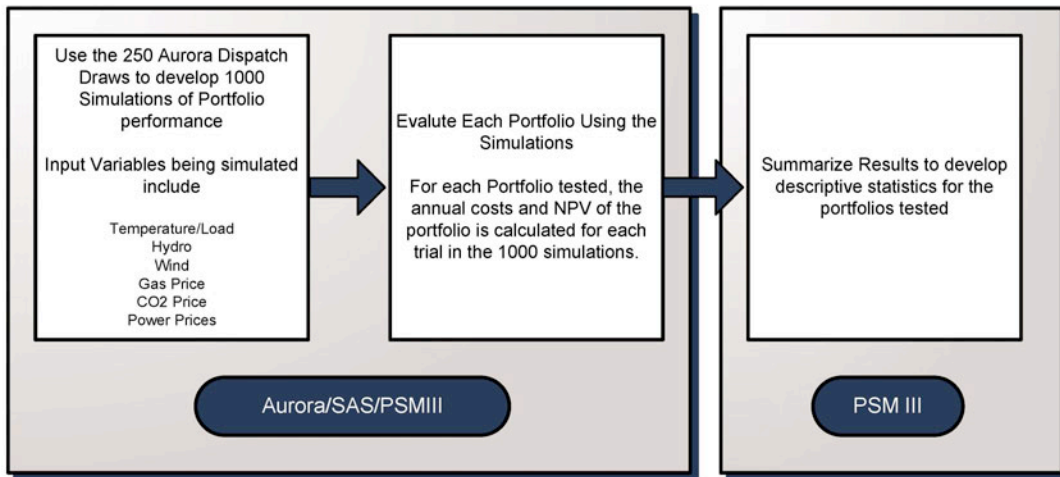 Use the 250 Aurora Dispatch
Draws to develop 1000
Simulations of Portfolio
performance
Input Variables being simulated
include
Temperature/Load
Hydro
Wind
Gas Price
CO2 Price
Power Prices
Evalute Each Portfolio Using the
Simulations
For each Portfolio tested, the
annual costs and NPV of the
portfolio is calculated for each
trial in the 1000 simulations.
Summarize Results to develop
descriptive statistics for the
portfolios tested
Aurora/SAS/PSMIII
PSM III